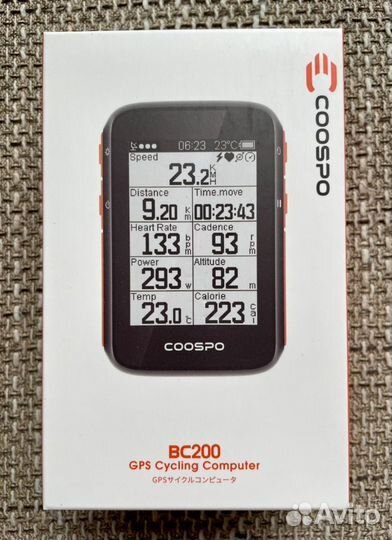 COOSPO
06:23 23°C
Speed
23.2 KMH
Distance Time.move
9.20 km 00:23:43
Heart Rate Cadence
133 bpm 93 rpm
Power Altitude
293 w 82 m
Temp Calorie
23.0 °C 223 cal
COOSPO
BC200
GPS Cycling Computer
GPSサイクルコンピュータ
Avito